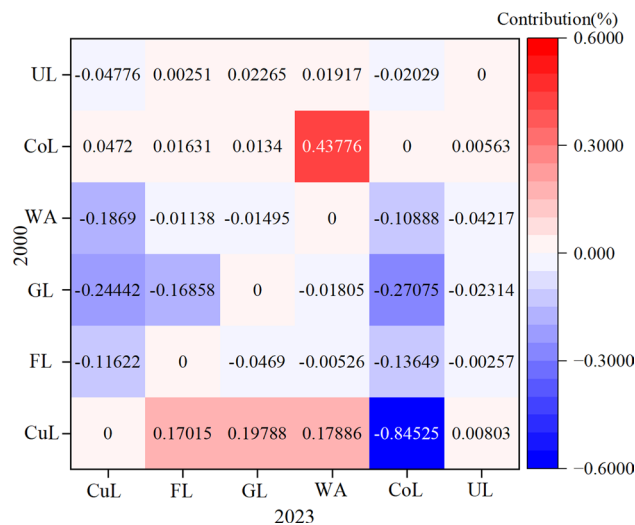 Contribution(%)
0.6000
UL -0.04776 0.00251 0.02265 0.01917 -0.02029 0
CoL 0.0472 0.01631 0.0134 0.43776 0 0.00563
0.3000
WA -0.1869 -0.01138 -0.01495 0 -0.10888 -0.04217
0.000
2000
GL -0.24442 -0.16858 0 -0.01805 -0.27075 -0.02314
FL -0.11622 0 -0.0469 -0.00526 -0.13649 -0.00257
−0.3000
CuL 0 0.17015 0.19788 0.17886 -0.84525 0.00803
−0.6000
CuL FL GL WA CoL UL
2023